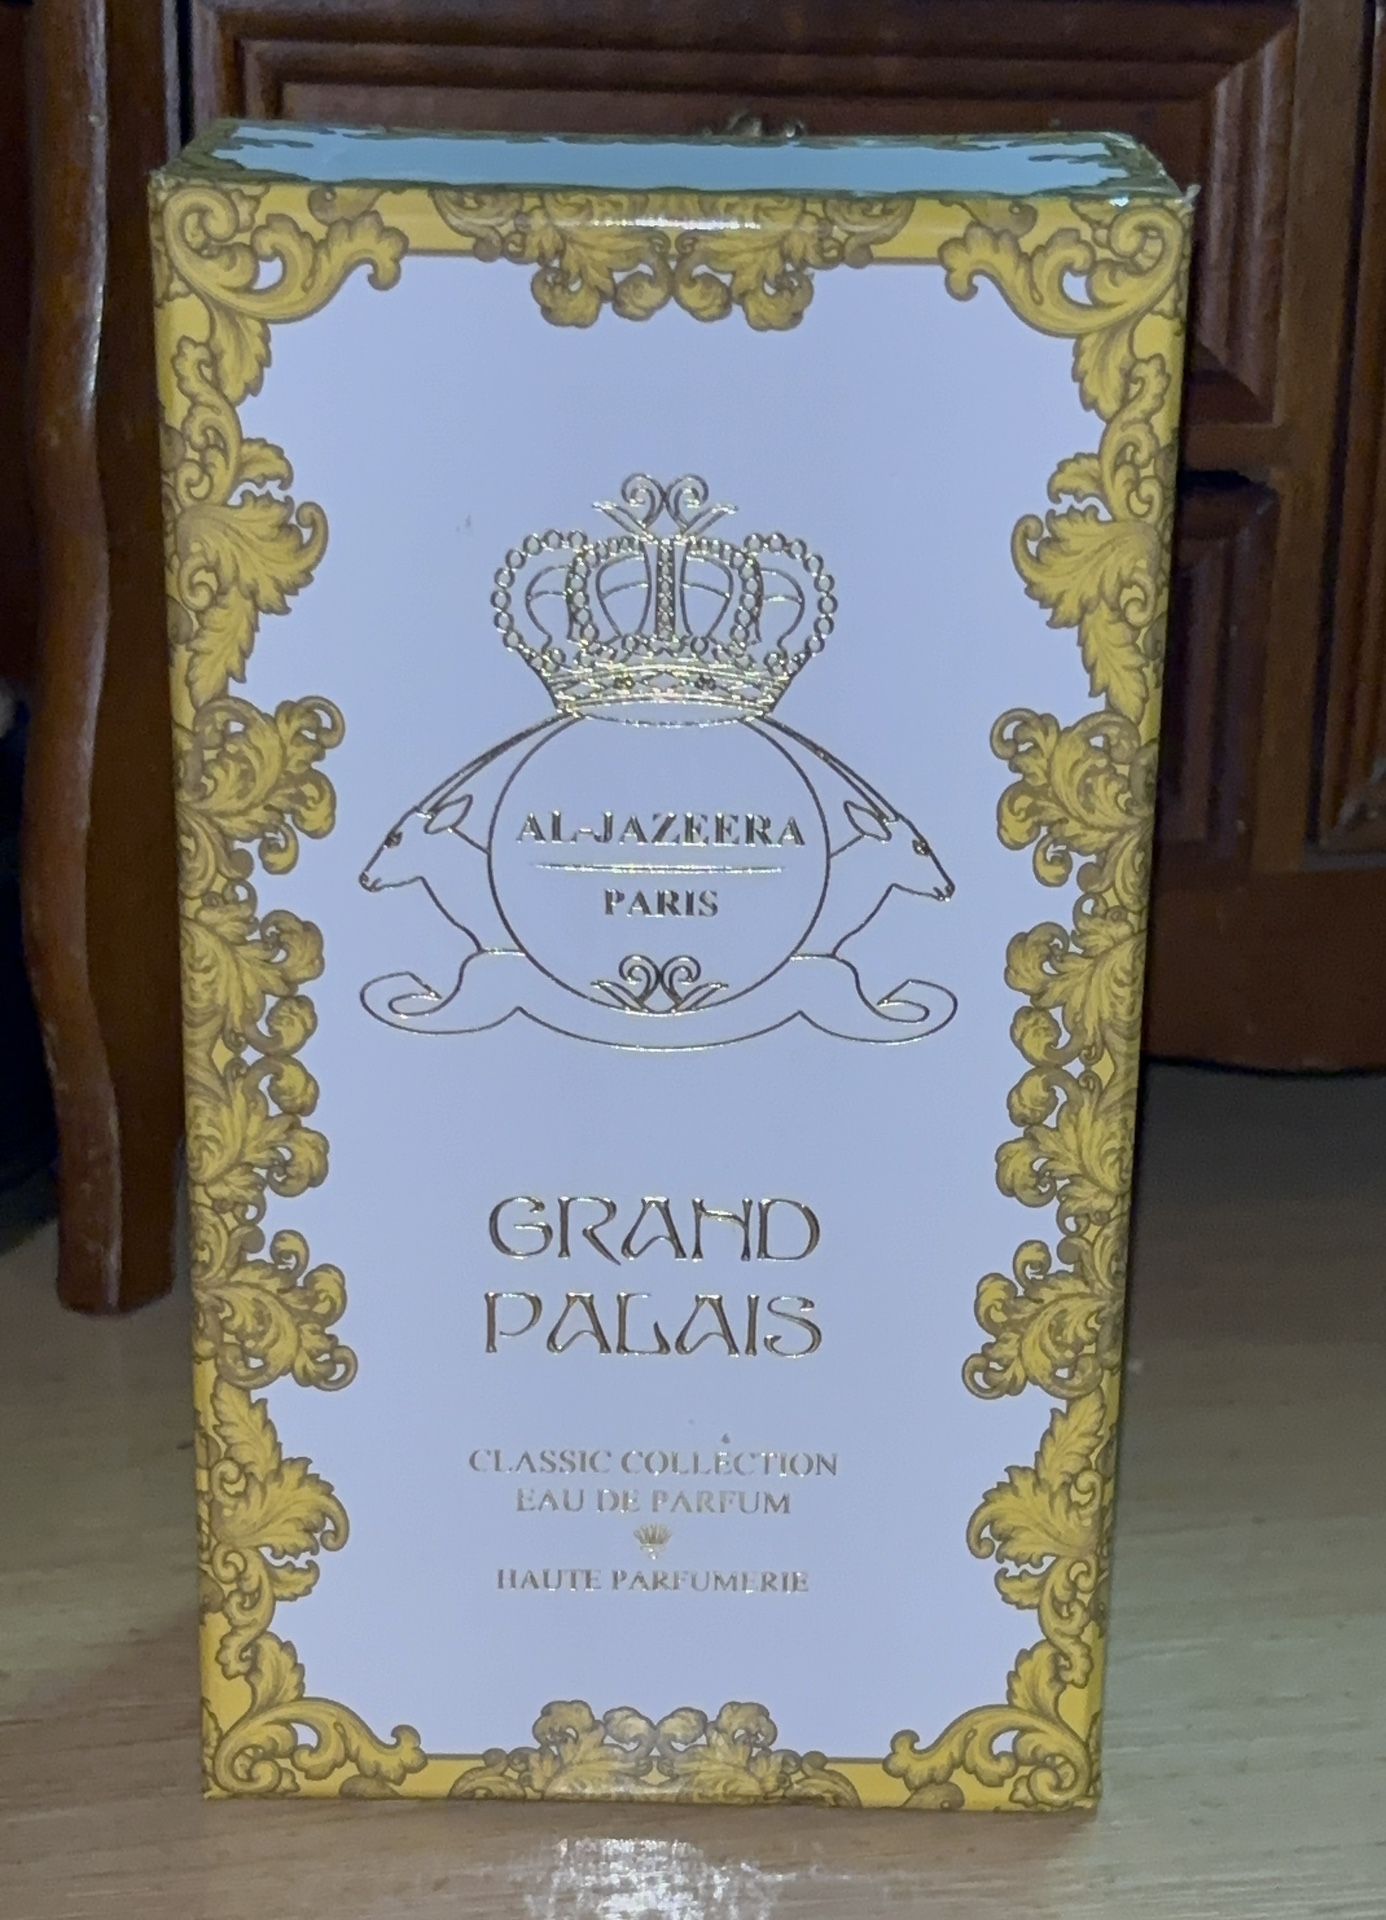 AL-JAZEERA
PARIS
GRAND
PALAIS
CLASSIC COLLECTION
EAU DE PARFUM
HAUTE PARFUMERIE